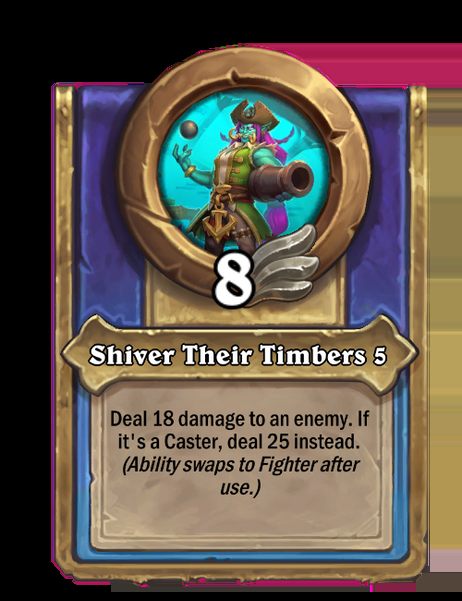 8
Shiver Their Timbers 5
Deal 18 damage to an enemy. If
it's a Caster, deal 25 instead.
(Ability swaps to Fighter after
use.)